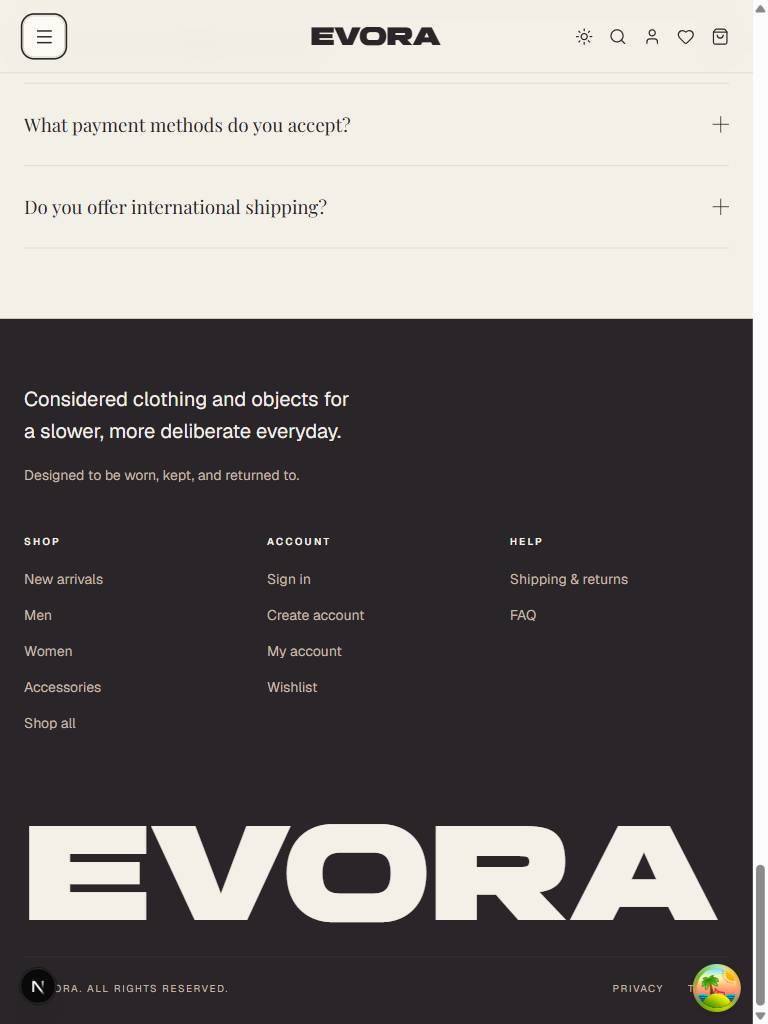 EVORA
What payment methods do you accept?
Do you offer international shipping?
Considered clothing and objects for
a slower, more deliberate everyday.
Designed to be worn, kept, and returned to.
SHOP
New arrivals
Men
Women
Accessories
Shop all
ACCOUNT
Sign in
Create account
My account
Wishlist
HELP
Shipping & returns
FAQ
EVORA
N
ORA. ALL RIGHTS RESERVED.
PRIVACY